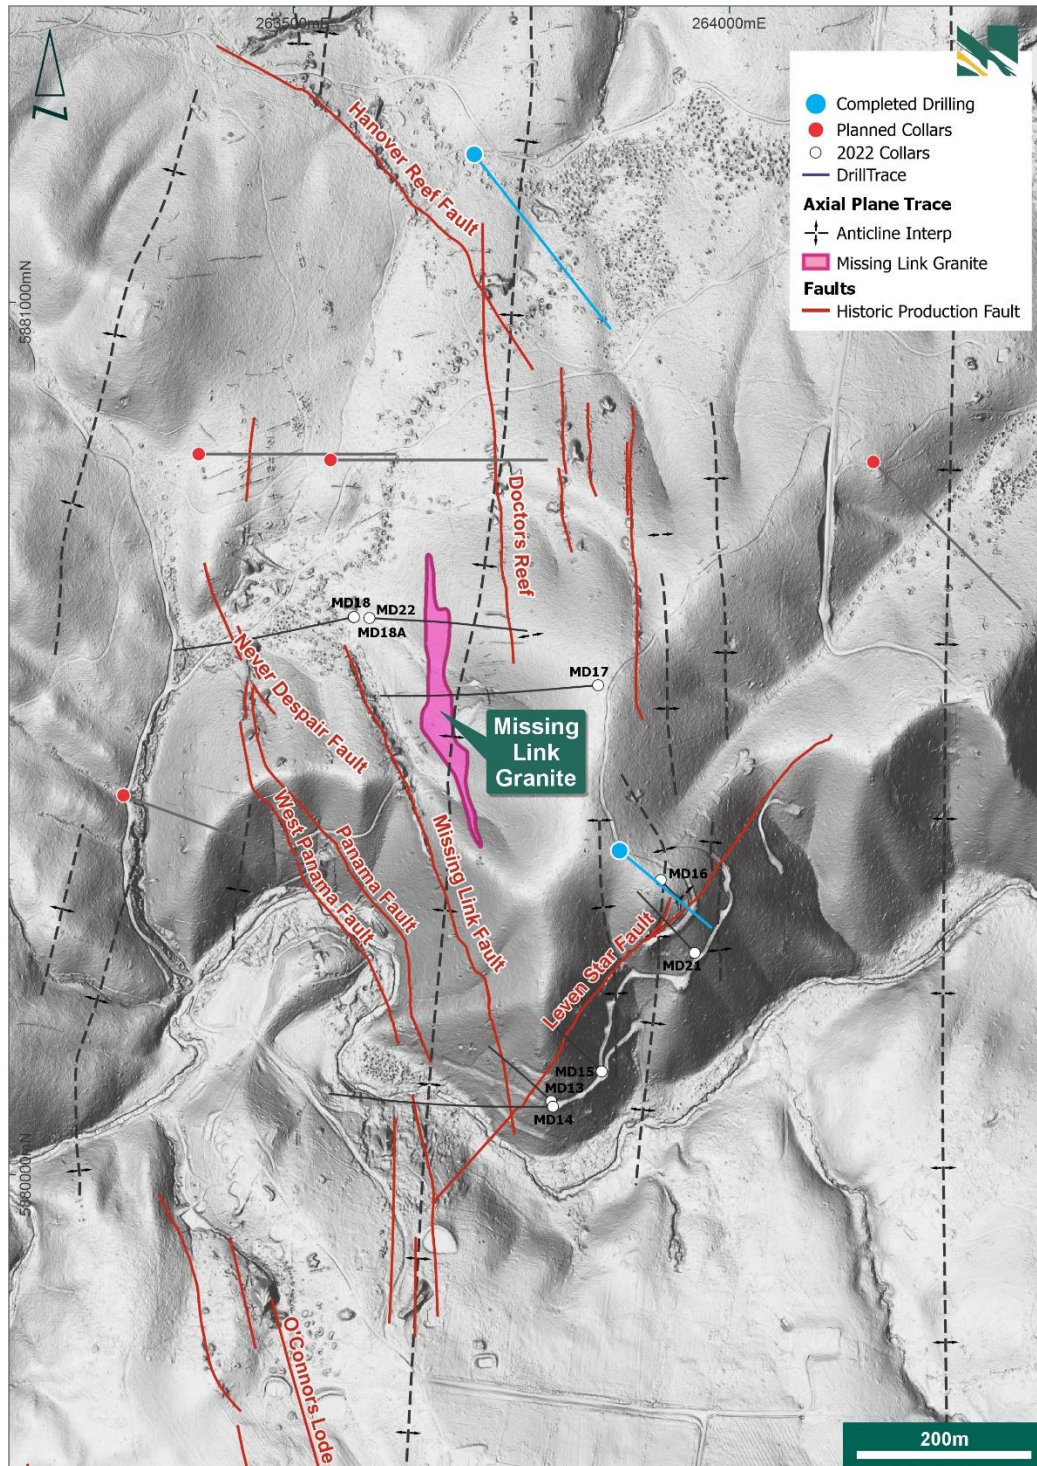 263500mE
264000mE
N
Completed Drilling
Planned Collars
2022 Collars
DrillTrace
Axial Plane Trace
Anticline Interp
Missing Link Granite
Faults
Historic Production Fault
Hanover Reef Fault
5881000mN
Doctors Reef
MD18
MD22
MD18A
Never Despair Fault
MD17
Missing
Link
Granite
West Panama Fault
Panama Fault
Missing Link Fault
MD16
Leven Star Fault
MD21
MD15
MD13
MD14
5880000mN
O'Connors Lode
200m